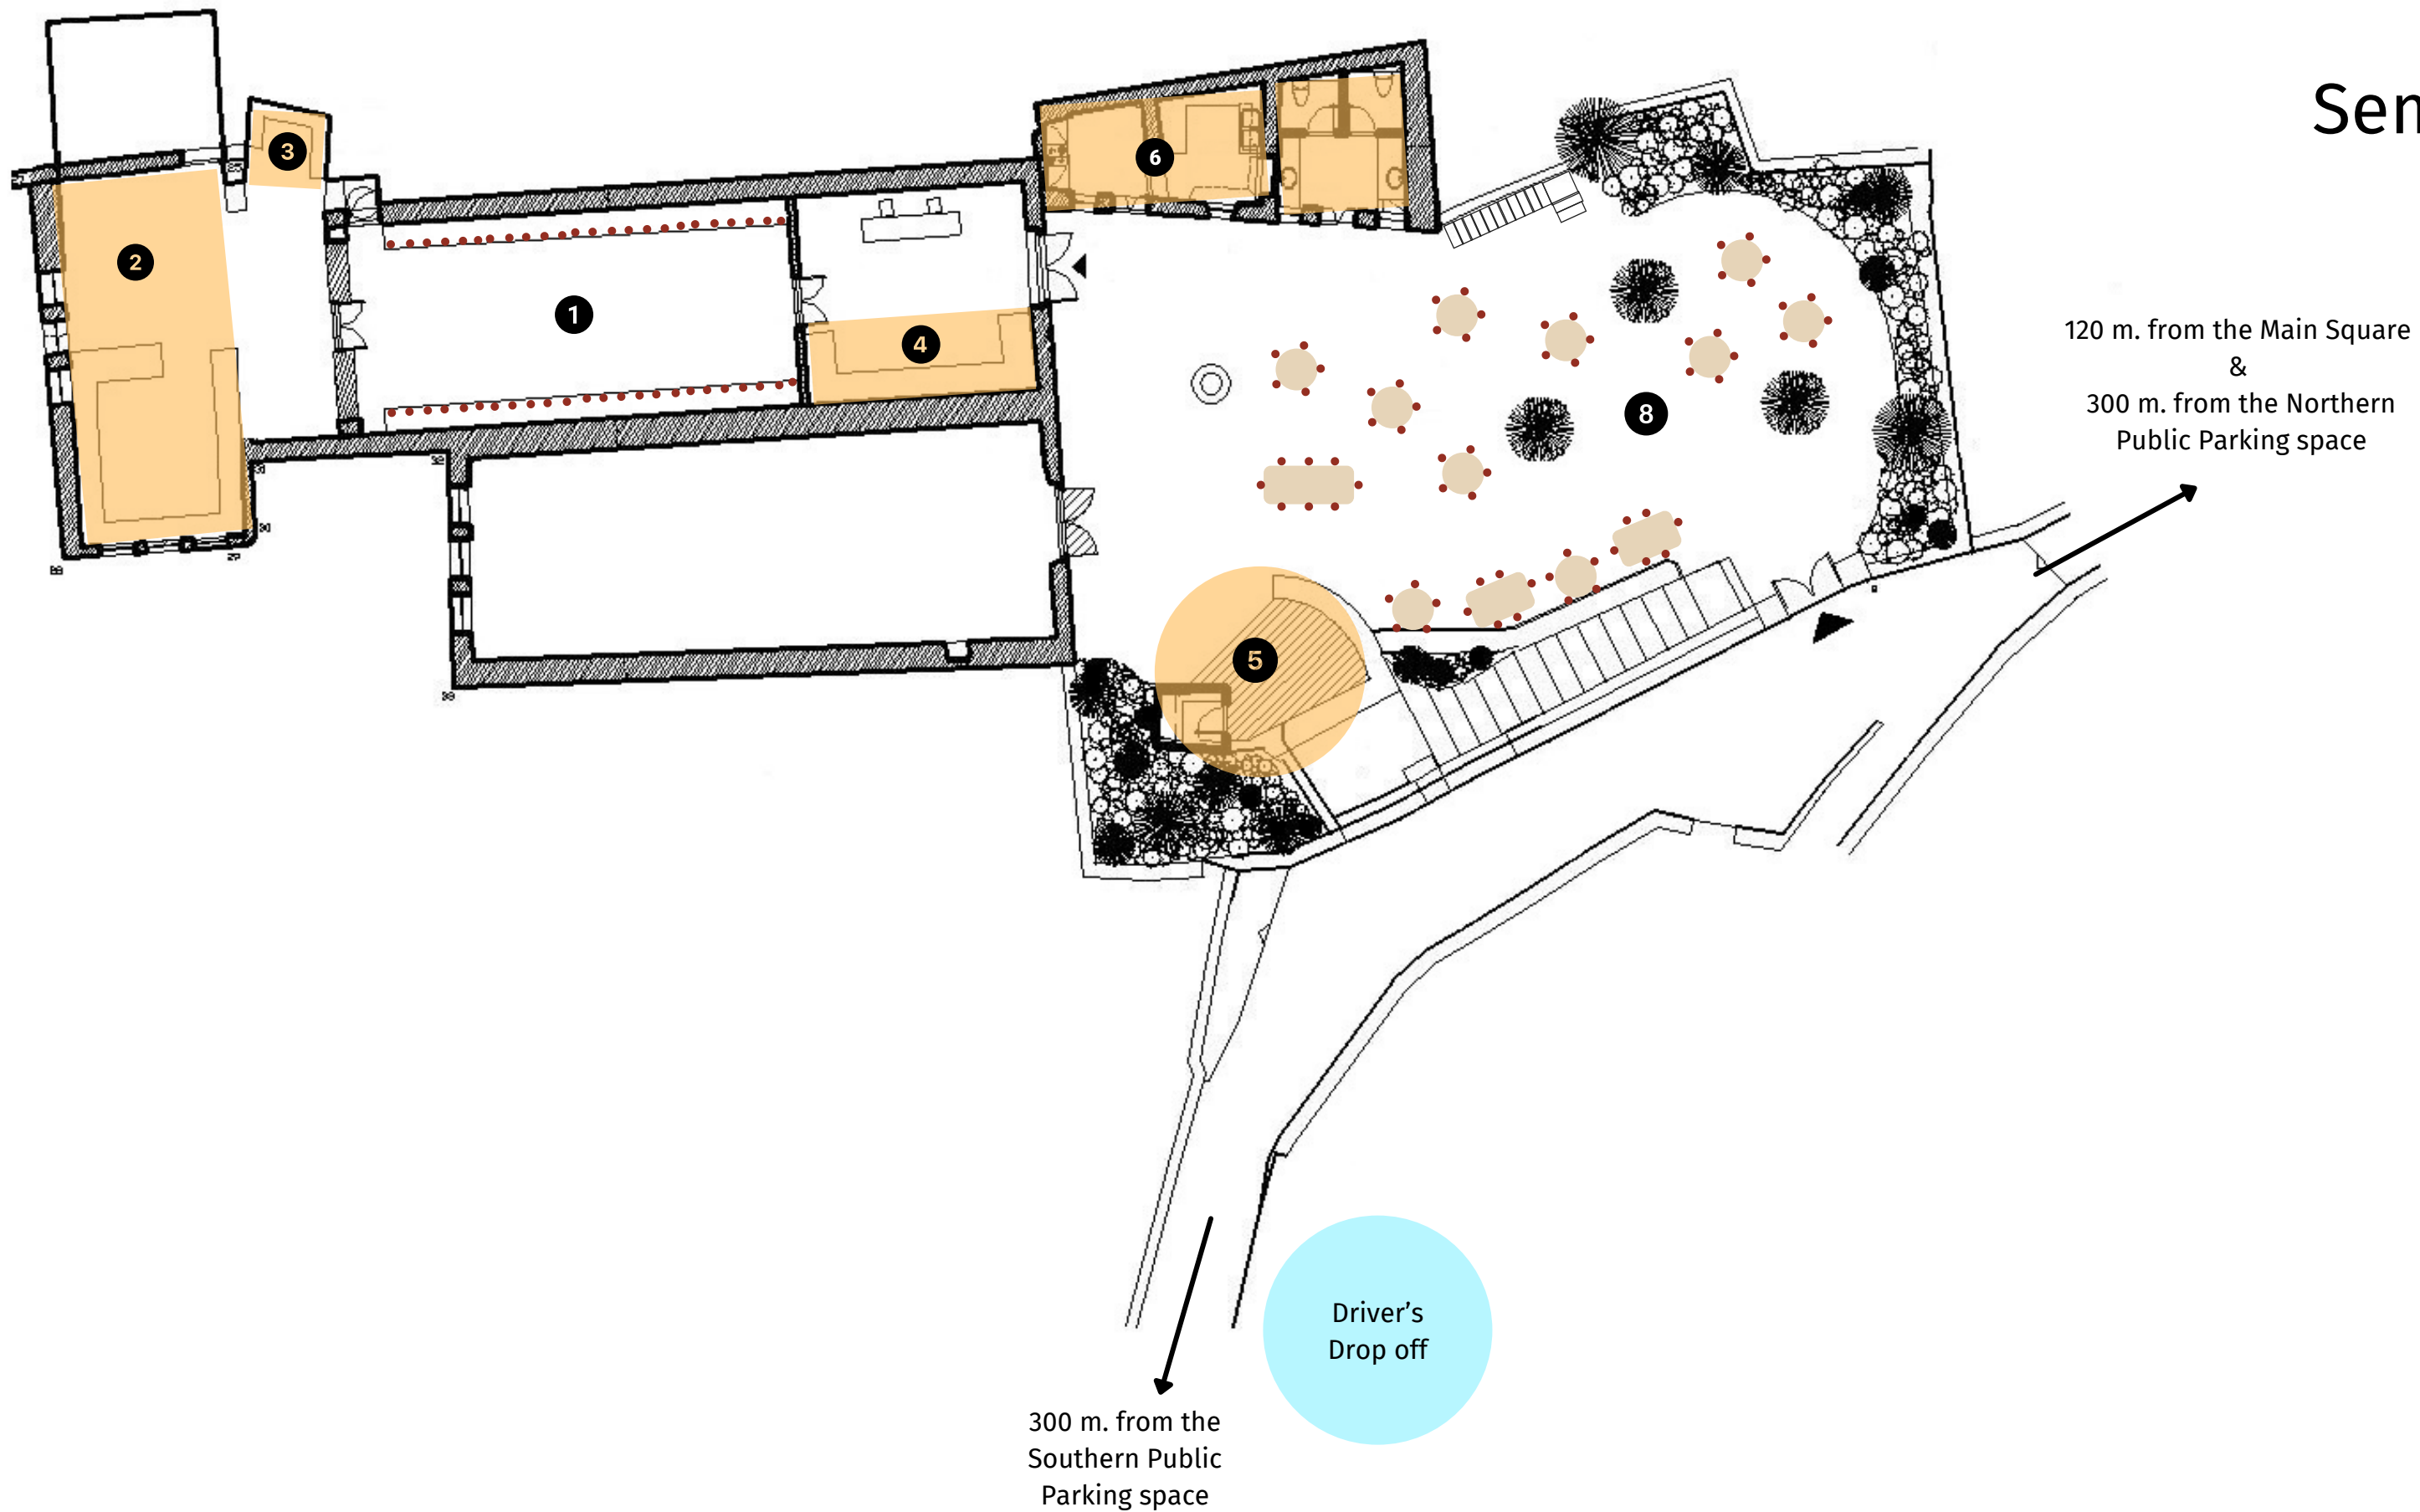 Sen
3
6
2
1
4
120 m. from the Main Square
&
300 m. from the Northern
Public Parking space
8
5
Driver’s
Drop off
300 m. from the
Southern Public
Parking space